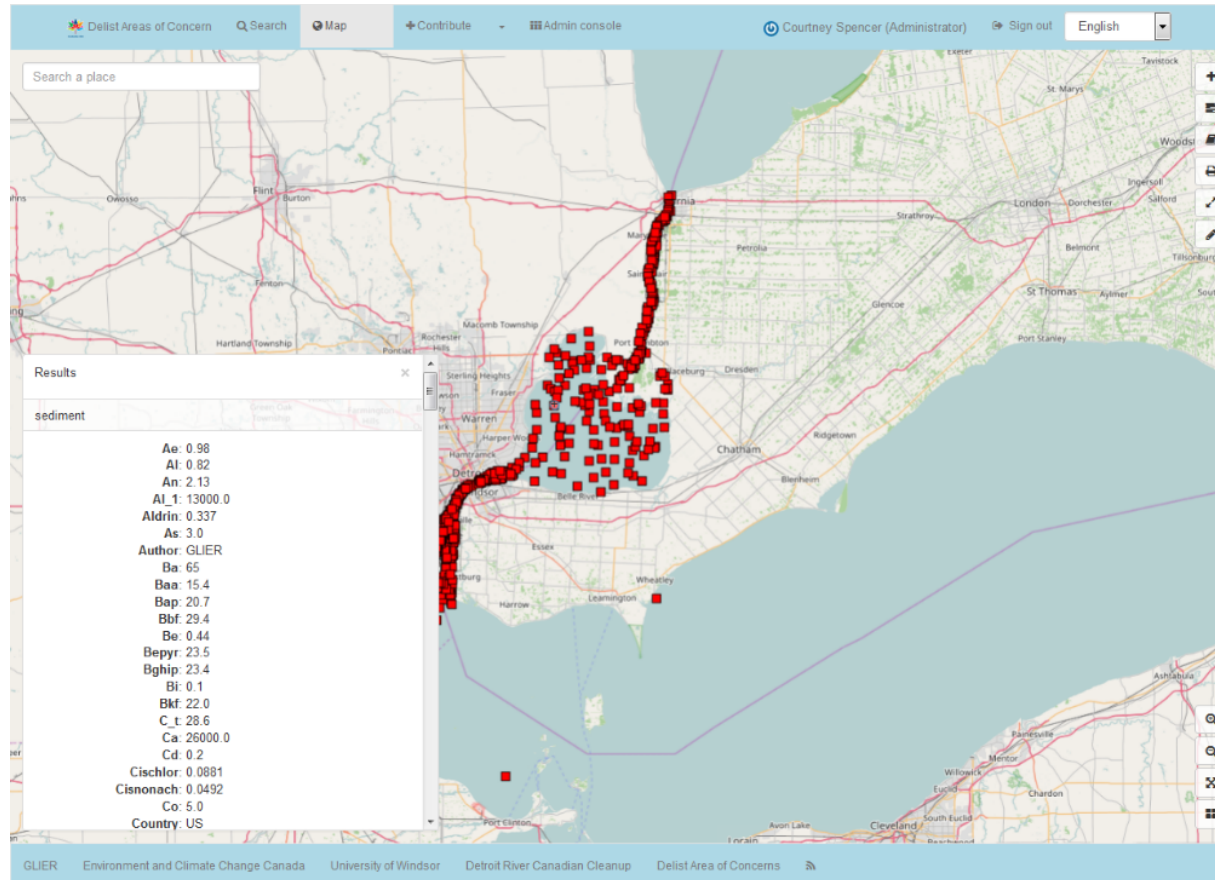 Delist Areas of Concern Search Map Contribute Admin console Courtney Spencer (Administrator) Sign out English
Search a place
Exeter
Tavistock
St. Marys
Woodst
Ingersoll
Flint
Burton
Owosso
London Dorchester Salford
Strathroy
Petrolia
Belmont
Tillsonburg
Fenton
St Thomas Aylmer
Glencoe
Macomb Township
Port Stanley
Hartland Township
Rochester Hills
Pontiac
Sterling Heights
Dresden
Fraser
Warren
Ridgetown
Chatham
Hamtramck
Blenheim
Belle River
Essex
Wheatley
Leamington
Harrow
Ashtabula
Painesville
Mentor
Willowick
Euclid
Chardon
South Euclid
Port Clinton
Avon Lake
Cleveland
Lorain
Results ×
sediment
Ae: 0.98
Al: 0.82
An: 2.13
Al_1: 13000.0
Aldrin: 0.337
As: 3.0
Author: GLIER
Ba: 65
Baa: 15.4
Bap: 20.7
Bbf: 29.4
Be: 0.44
Bepyr: 23.5
Bghip: 23.4
Bi: 0.1
Bkf: 22.0
C_t: 28.6
Ca: 26000.0
Cd: 0.2
Cischlor: 0.0881
Cisnonach: 0.0492
Co: 5.0
Country: US
GLIER Environment and Climate Change Canada University of Windsor Detroit River Canadian Cleanup Delist Area of Concerns